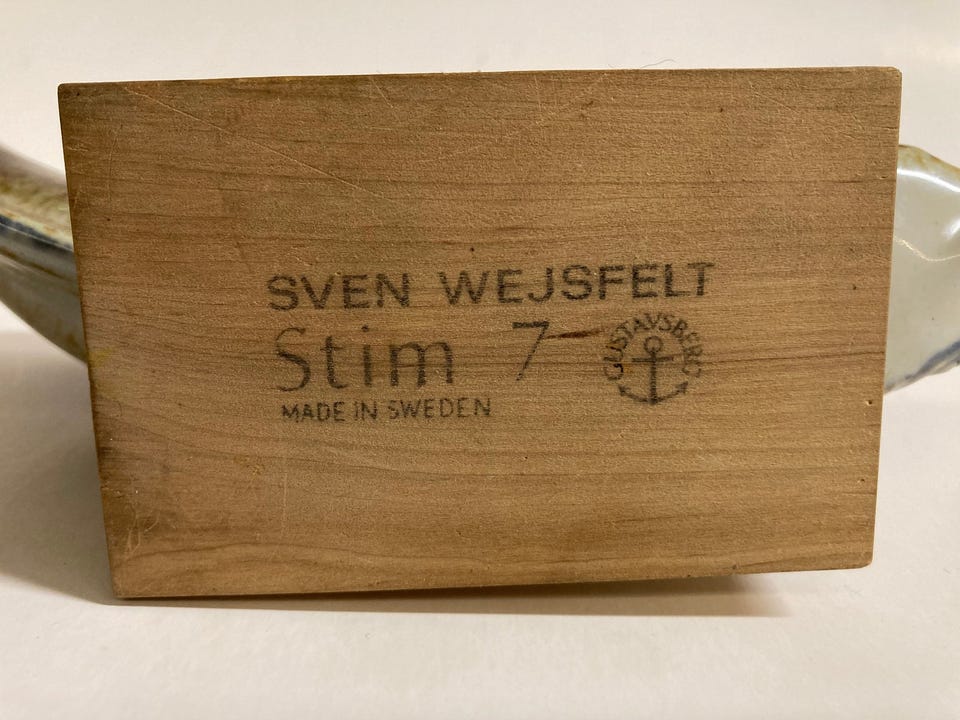 SVEN WEJSFELT
Stim 7
GUSTAVSBERG
MADE IN SWEDEN